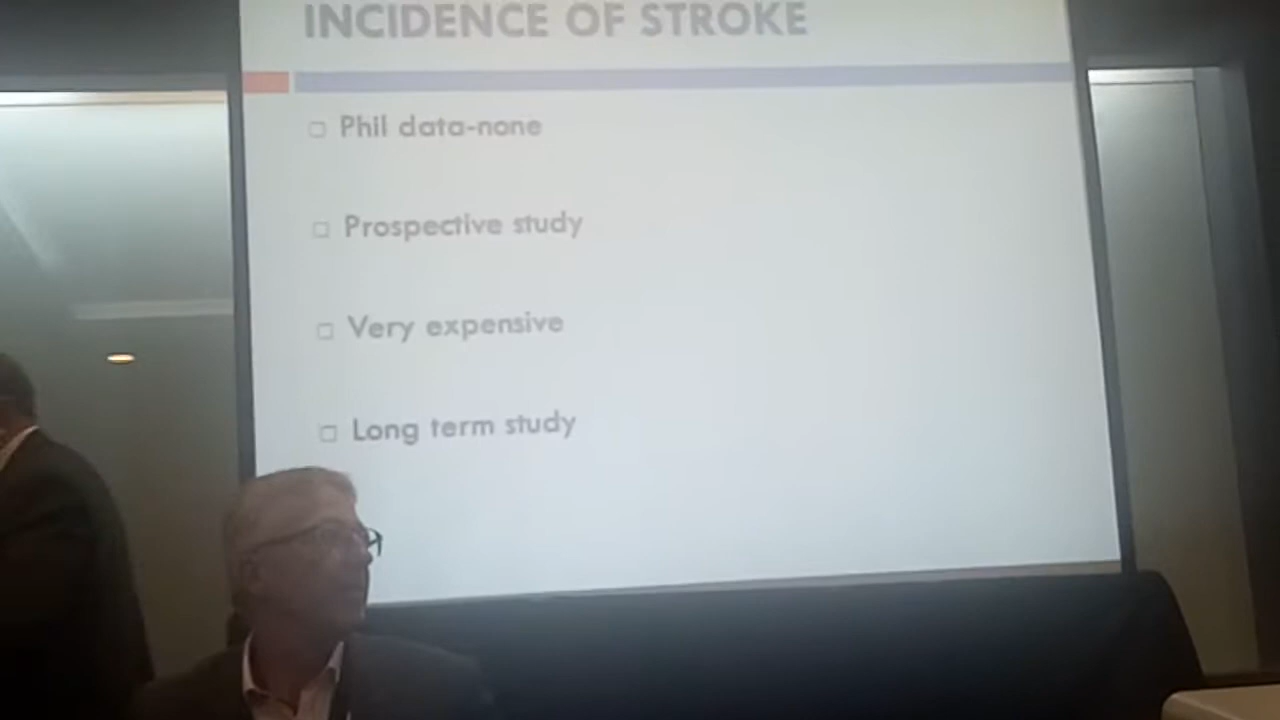 INCIDENCE OF STROKE
Phil data-none
Prospective study
Very expensive
Long term study